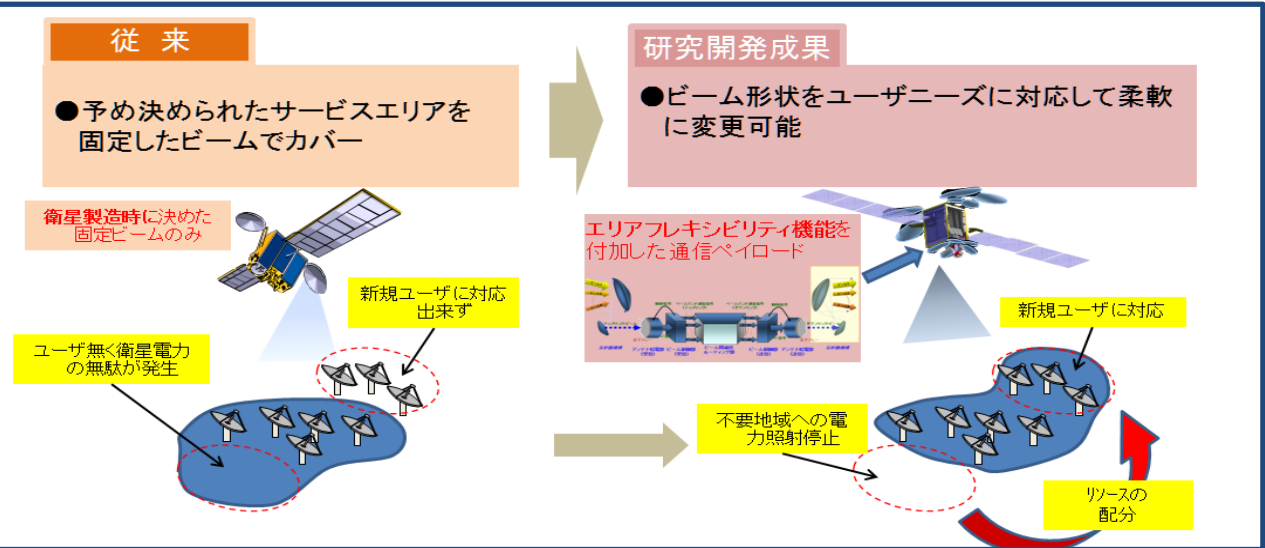 従 来
●予め決められたサービスエリアを
固定したビームでカバー
研究開発成果
●ビーム形状をユーザニーズに対応して柔軟
に変更可能
衛星製造時に決めた
固定ビームのみ
新規ユーザに対応
出来ず
ユーザ無く衛星電力
の無駄が発生
エリアフレキシビリティ機能を
付加した通信ペイロード
新規ユーザに対応
不要地域への電
力照射停止
リソースの
配分